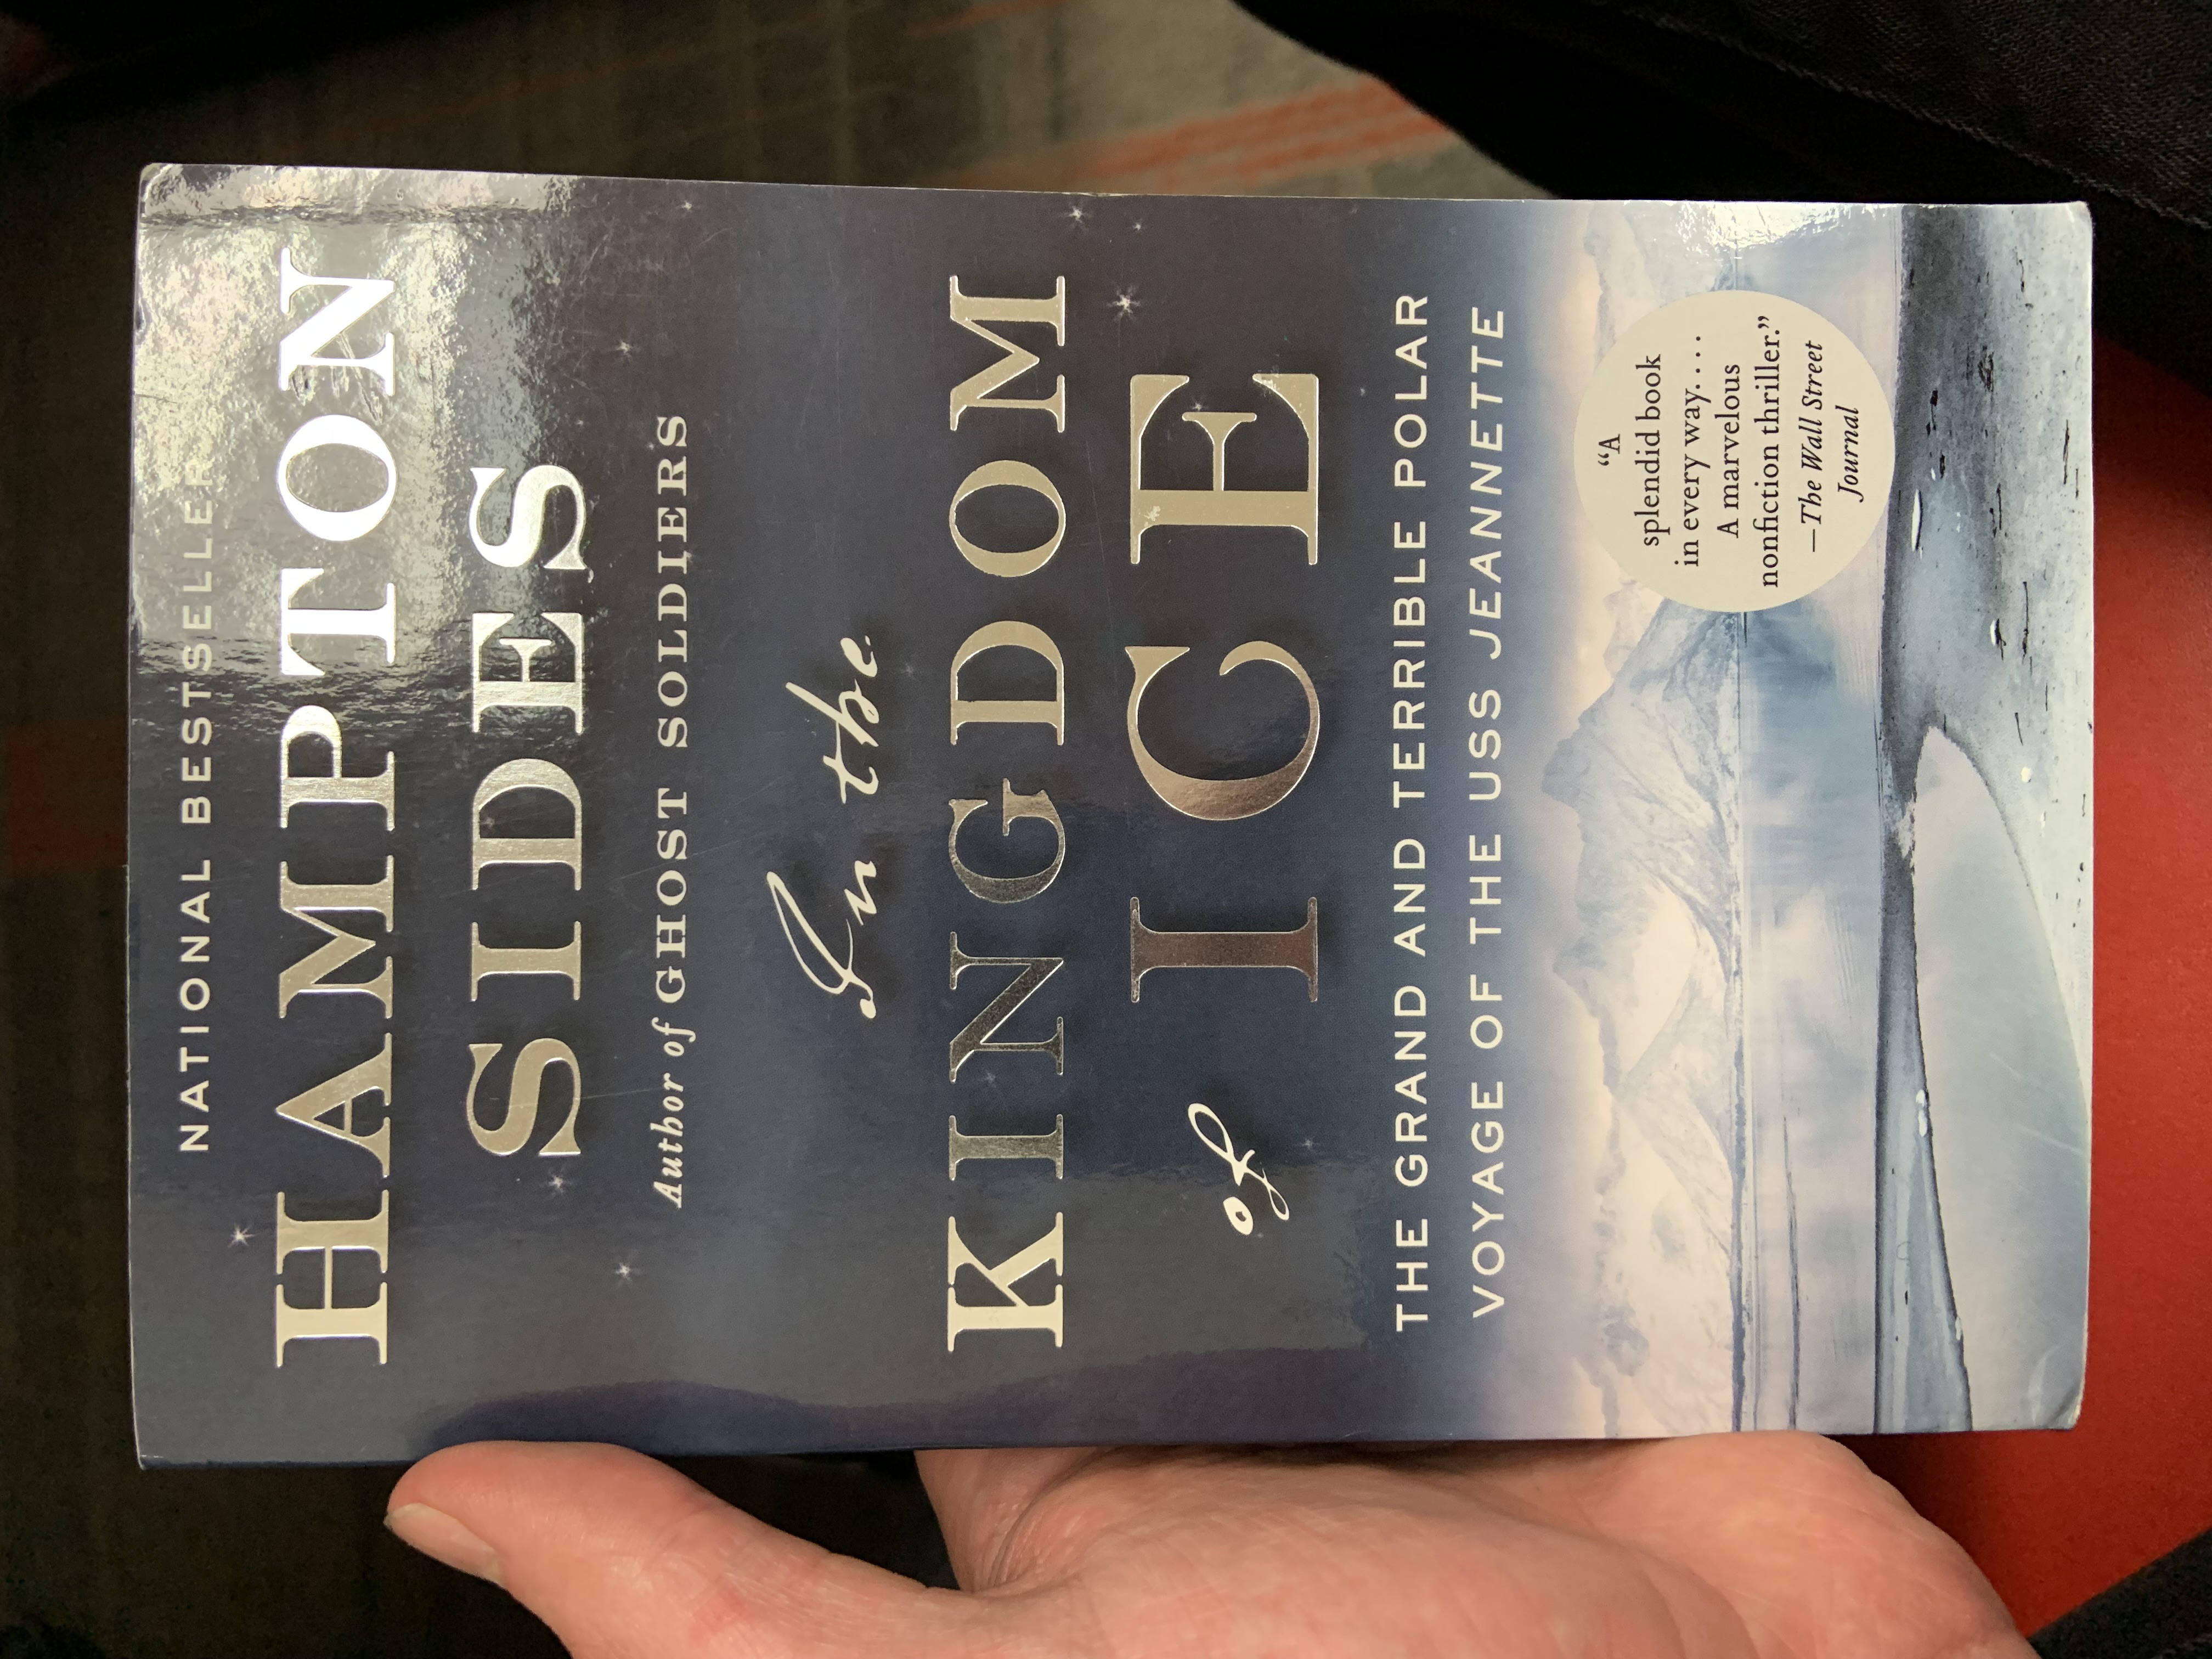 NATIONAL BESTSELLER
HAMPTON
SIDES
Author of GHOST SOLDIERS
In the
KINGDOM
of ICE
THE GRAND AND TERRIBLE POLAR
VOYAGE OF THE USS JEANNETTE
“A
splendid book
in every way. . . .
A marvelous
nonfiction thriller.”
—The Wall Street
Journal